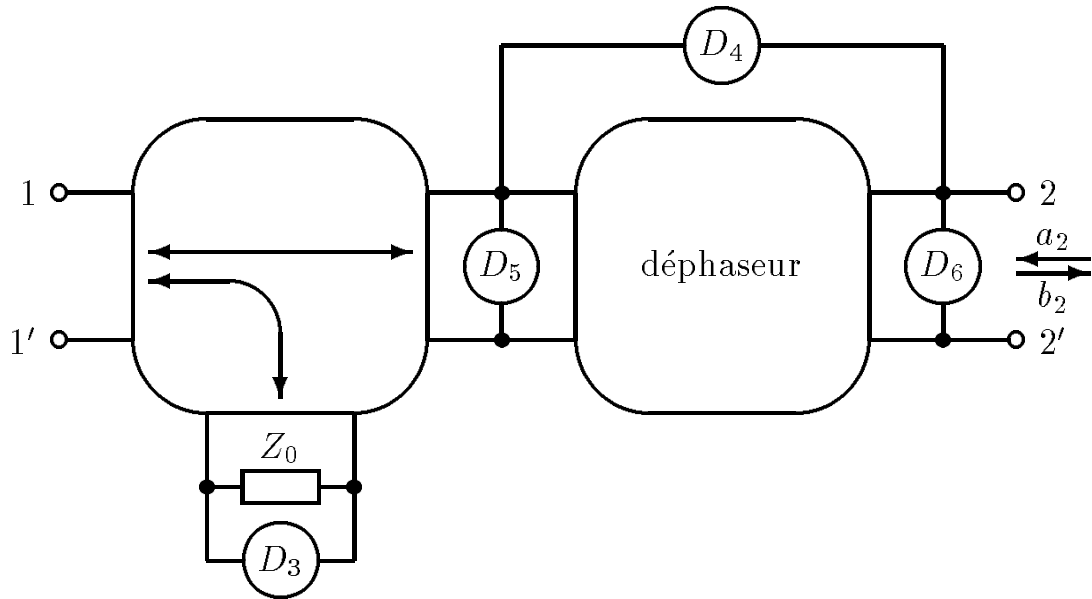 D₄
1
2
D₅
déphaseur
D₆
a₂
b₂
1′
2′
Z₀
D₃